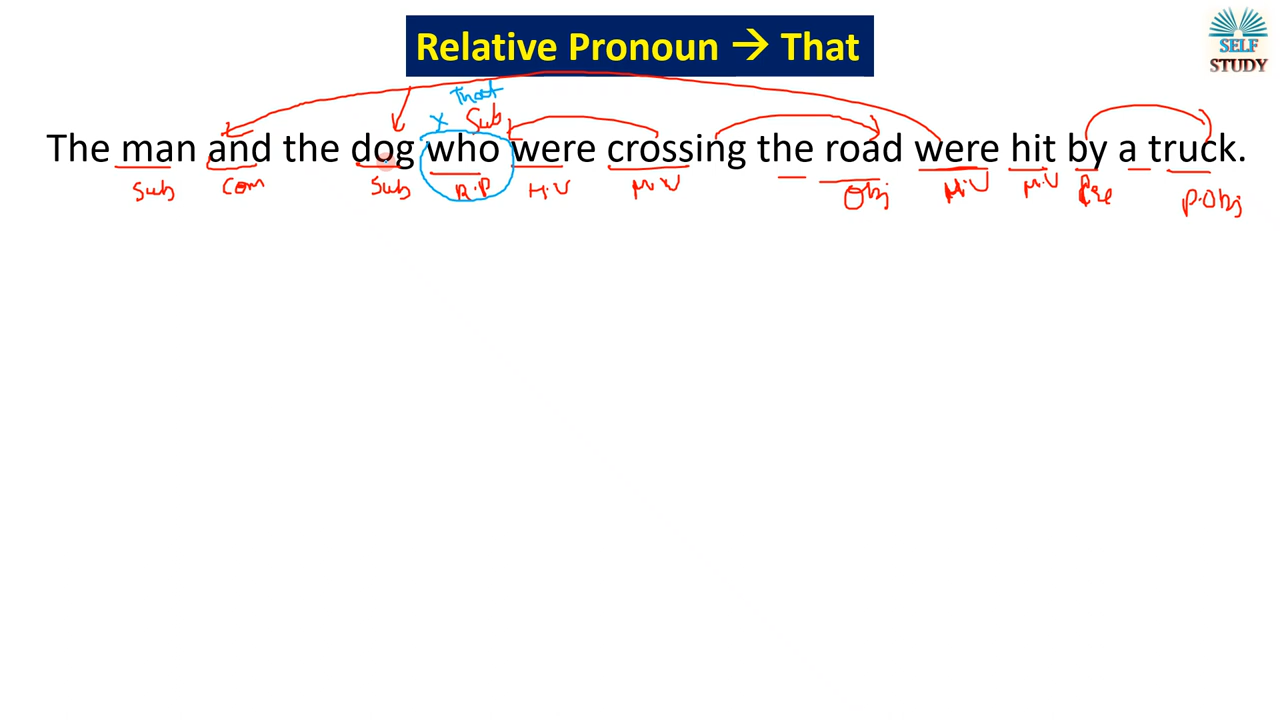 Relative Pronoun → That
SELF
STUDY
That
x Sub
The man and the dog who were crossing the road were hit by a truck.
Sub Com Sub R.P H.V M.V Obj H.V M.V Pre P.Obj